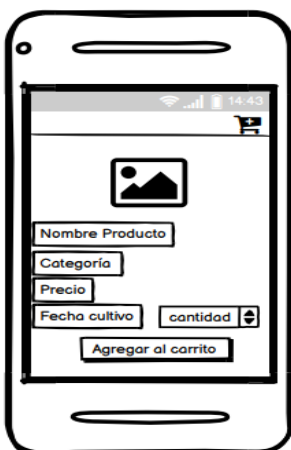 14.43
Nombre Producto
Categoría
Precio
Fecha cultivo cantidad
Agregar al carrito